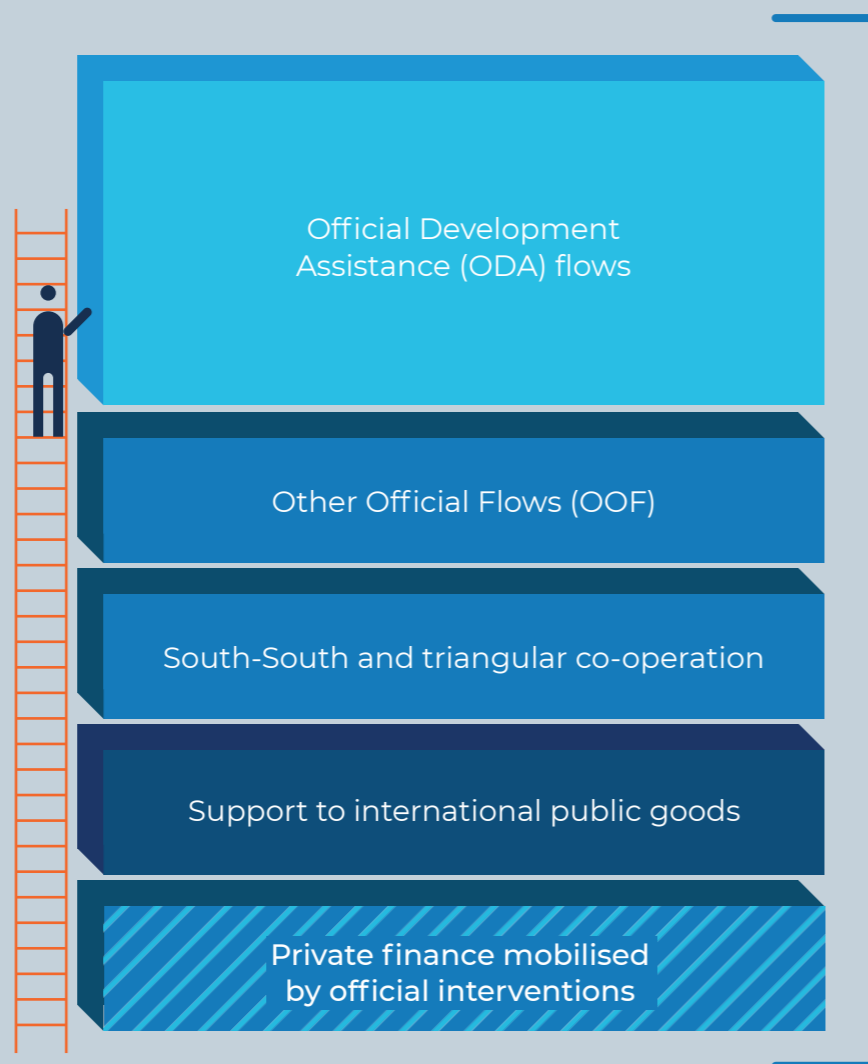 Official Development
Assistance (ODA) flows
Other Official Flows (OOF)
South-South and triangular co-operation
Support to international public goods
Private finance mobilised
by official interventions